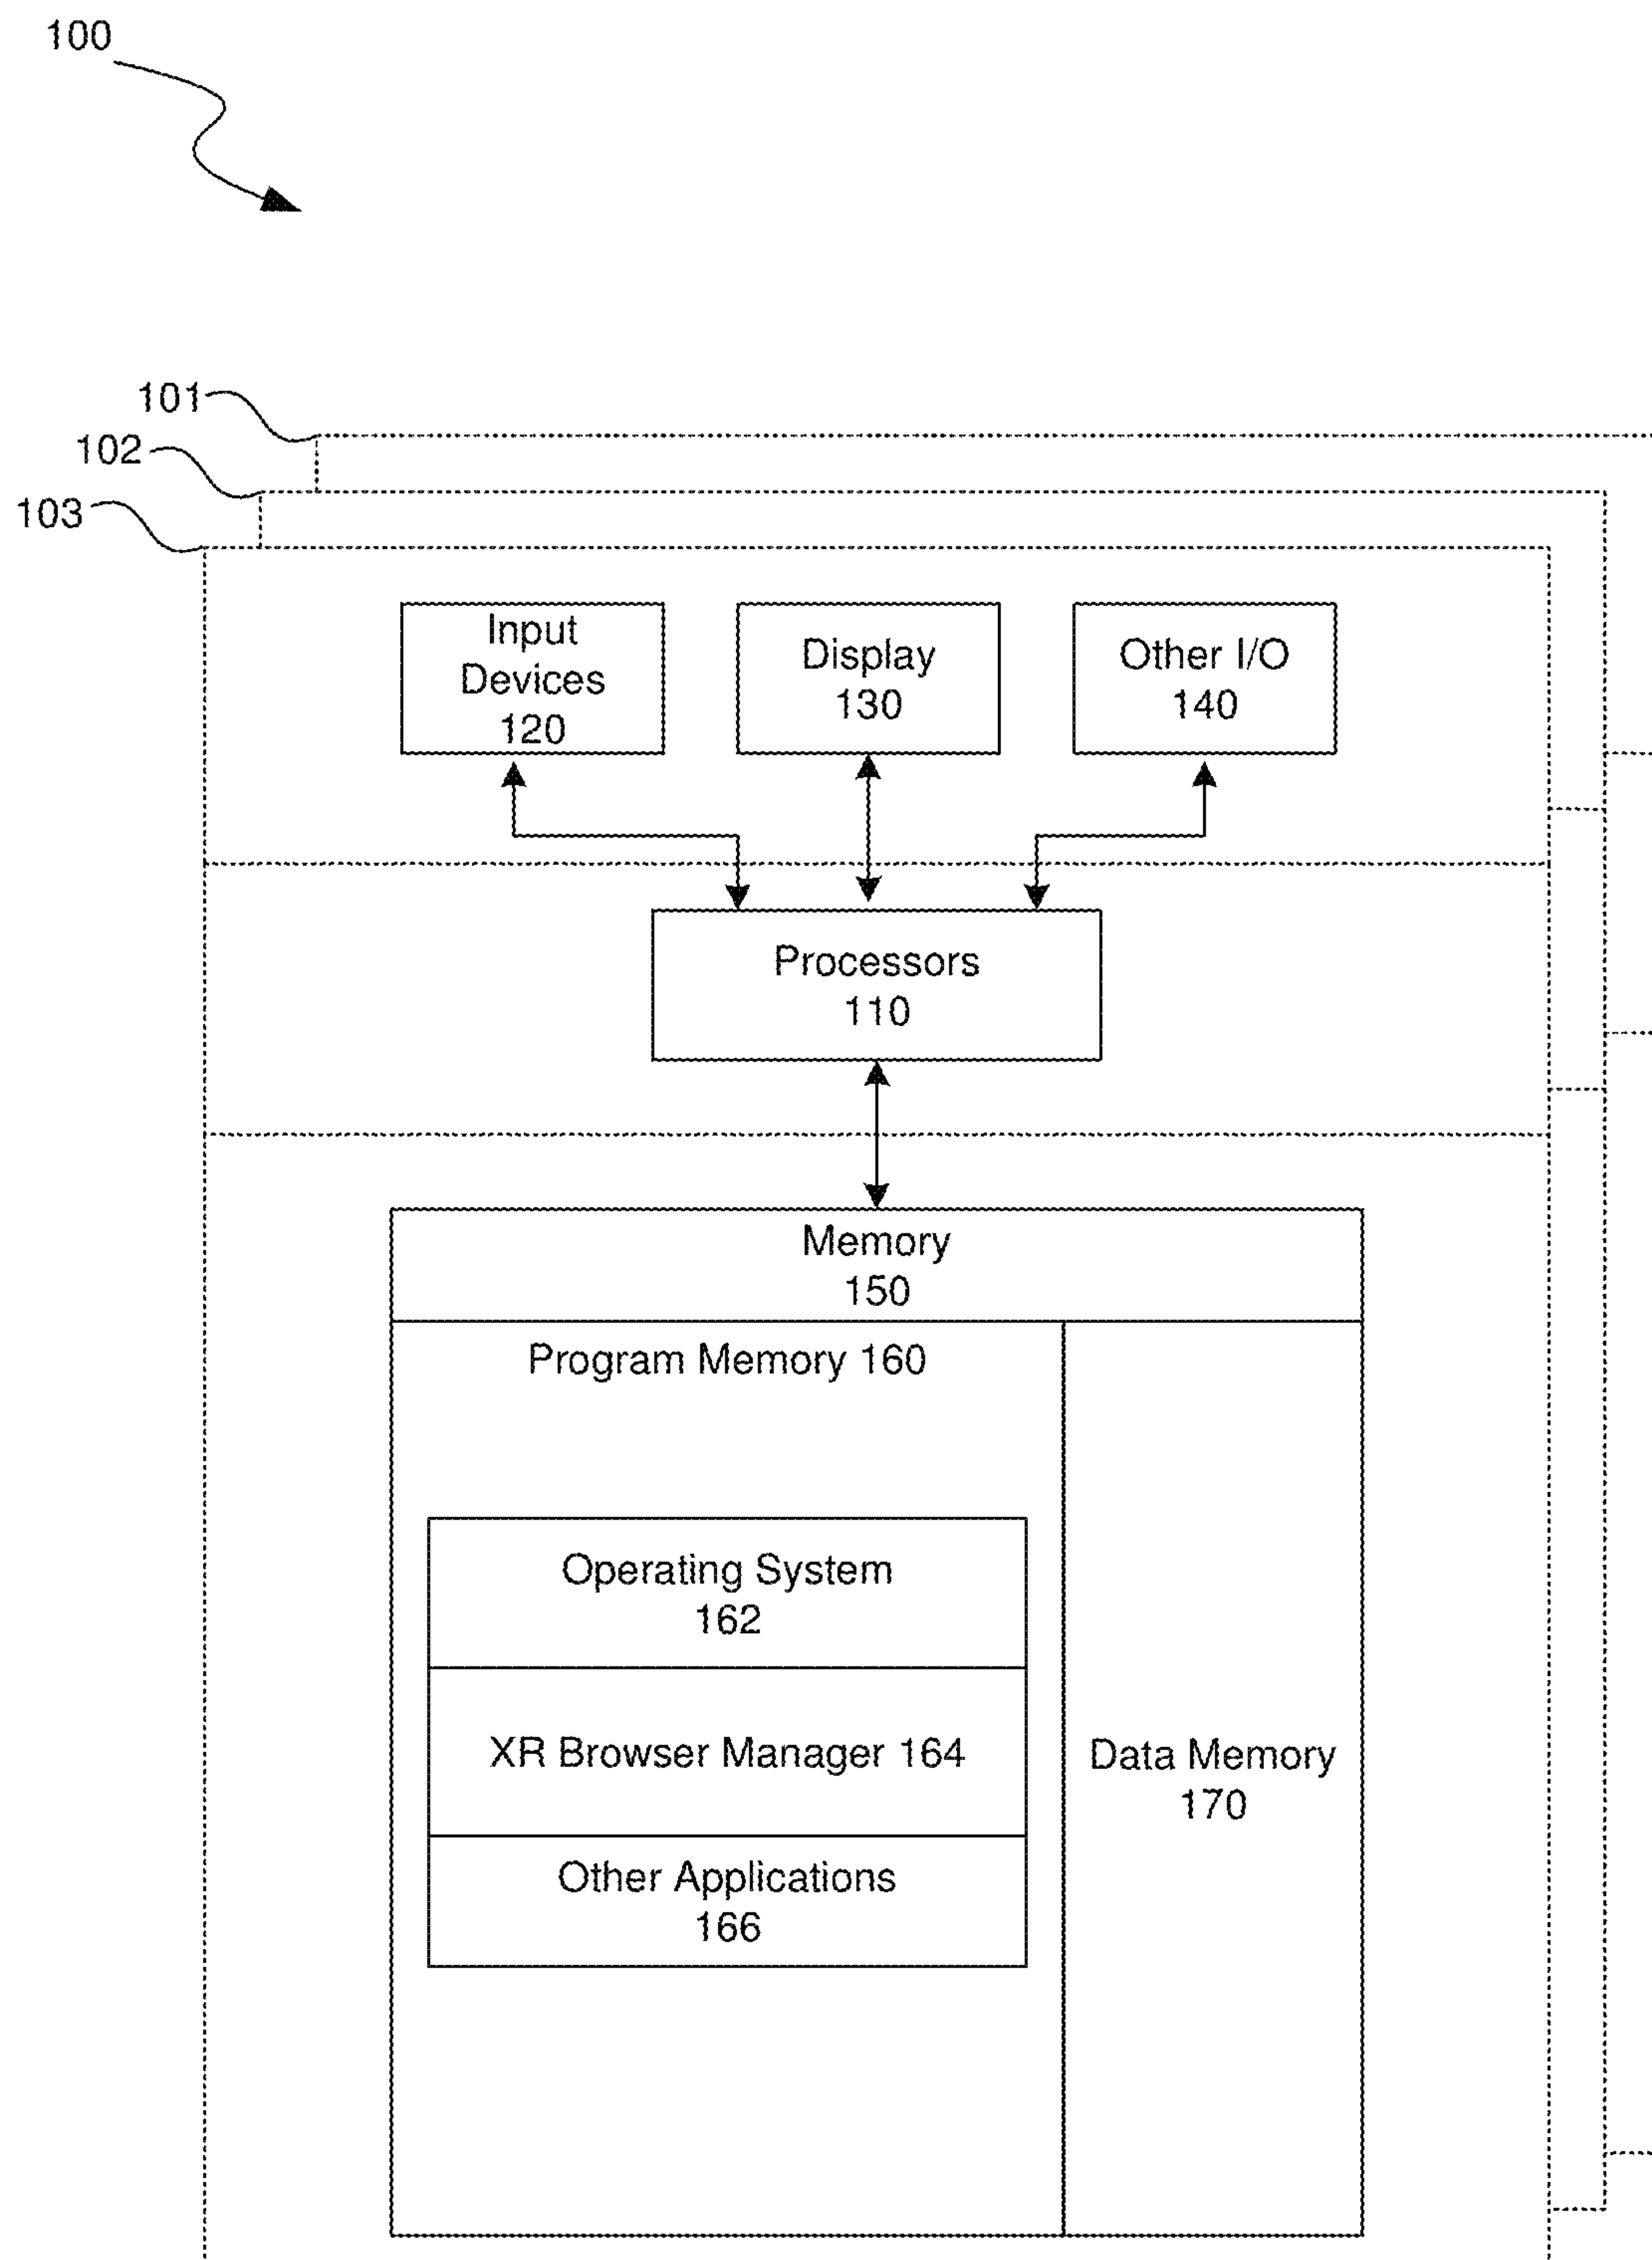 100
101
102
103
Input
Devices
120
Display
130
Other I/O
140
Processors
110
Memory
150
Program Memory 160
Operating System
162
XR Browser Manager 164
Other Applications
166
Data Memory
170